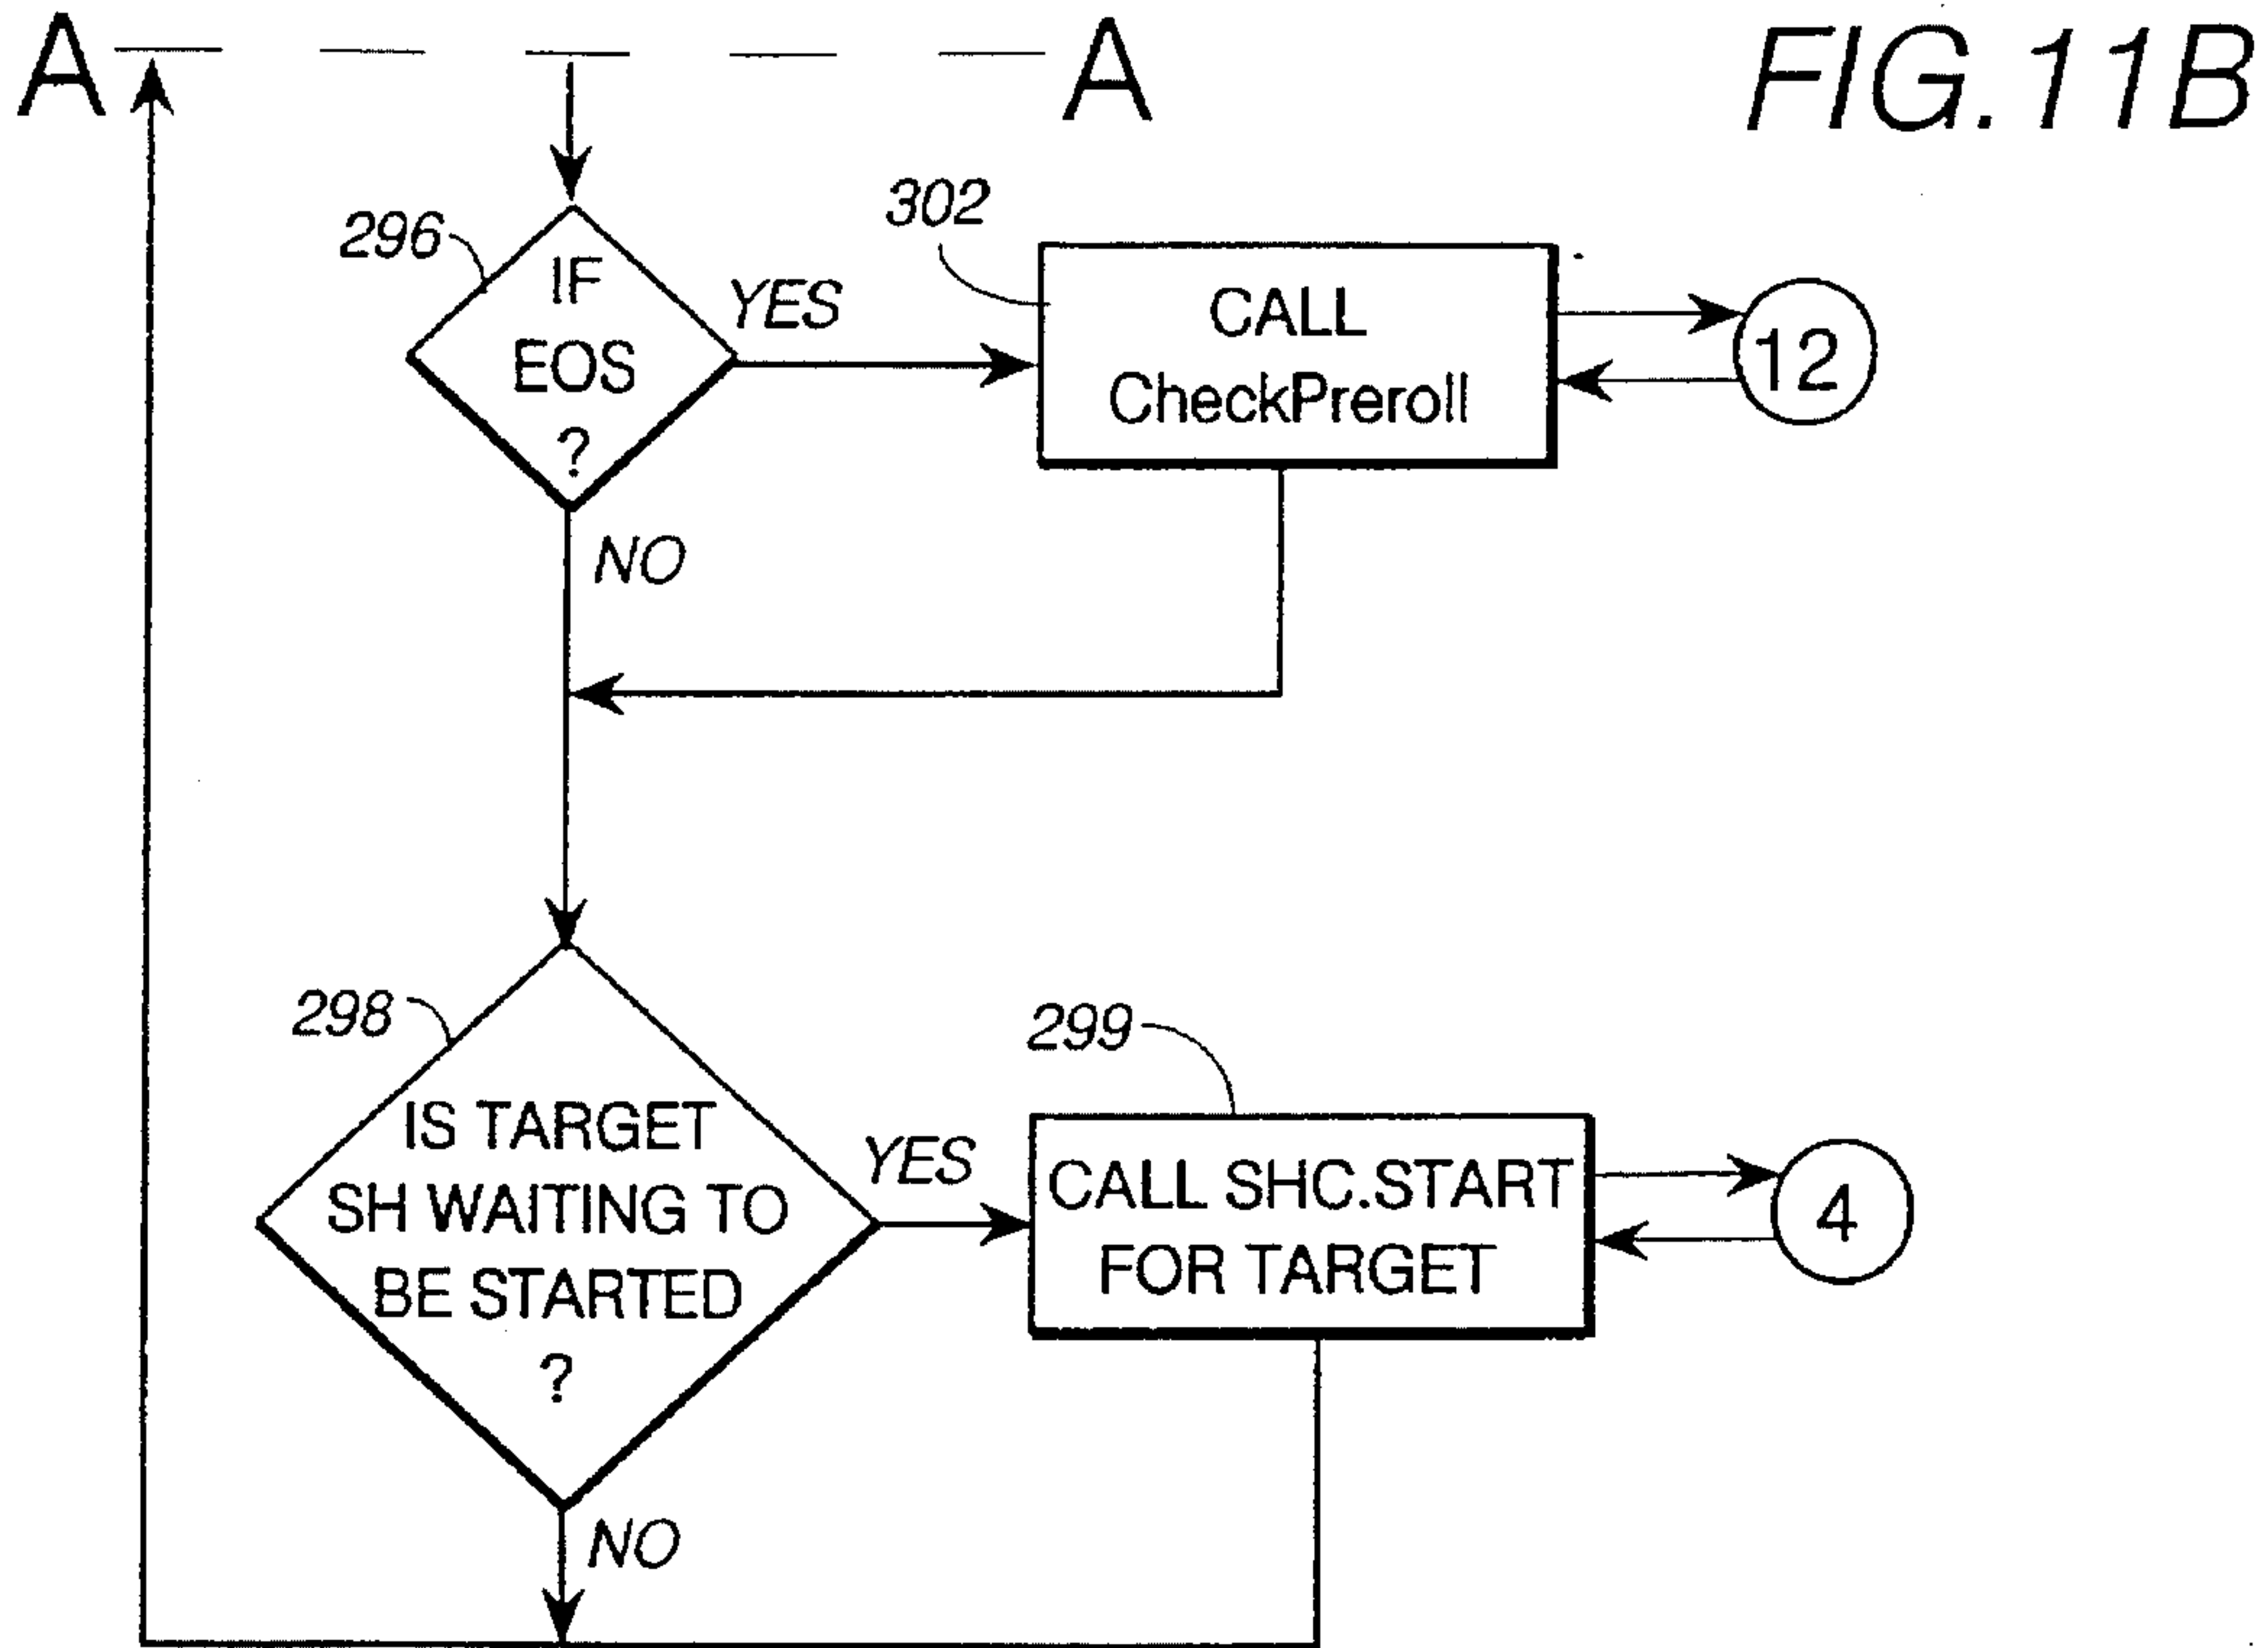 A A
FIG. 11B
296
IF
EOS
?
YES
302
CALL
CheckPreroll
12
NO
298
IS TARGET
SH WAITING TO
BE STARTED
?
YES
299
CALL SHC.START
FOR TARGET
4
NO